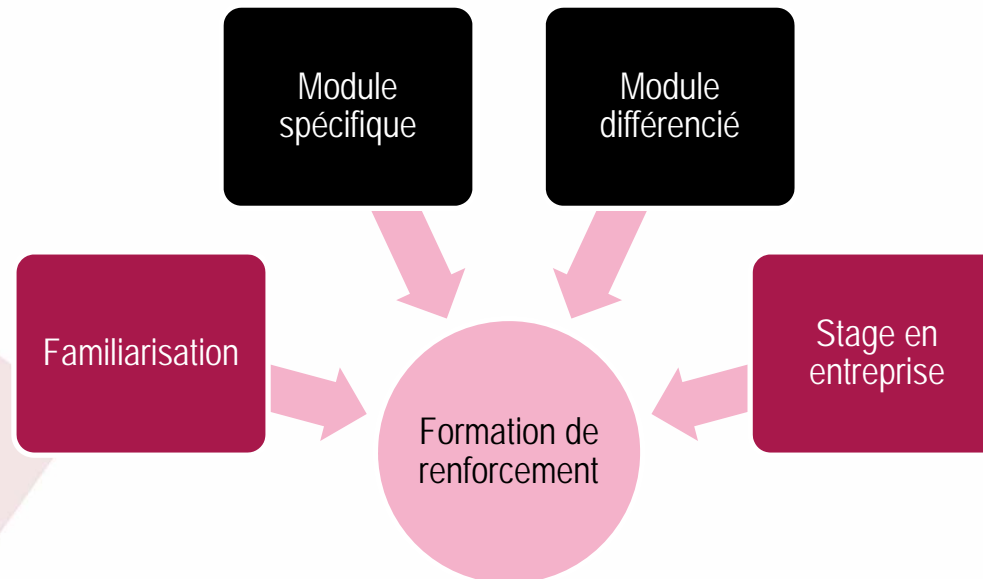 Module
spécifique
Module
différencié
Familiarisation
Stage en
entreprise
Formation de
renforcement